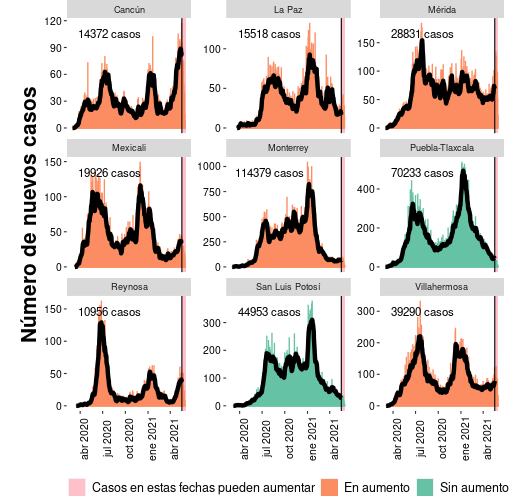 Número de nuevos casos
Cancún
14372 casos
120
90
60
30
0
La Paz
15518 casos
100
50
0
Mérida
28831 casos
150
100
50
0
Mexicali
19926 casos
150
100
50
0
Monterrey
114379 casos
1000
750
500
250
0
Puebla-Tlaxcala
70233 casos
400
200
0
Reynosa
10956 casos
150
100
50
0
San Luis Potosí
44953 casos
300
200
100
0
Villahermosa
39290 casos
300
200
100
0
abr 2020
jul 2020
oct 2020
ene 2021
abr 2021
abr 2020
jul 2020
oct 2020
ene 2021
abr 2021
abr 2020
jul 2020
oct 2020
ene 2021
abr 2021
Casos en estas fechas pueden aumentar
En aumento
Sin aumento